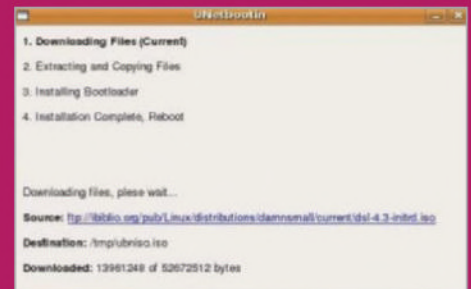 UNetbootin
1. Downloading Files (Current)
2. Extracting and Copying Files
3. Installing Bootloader
4. Installation Complete, Reboot
Downloading files, plese wait...
Source: ftp://ibiblio.org/pub/Linux/distributions/damnsmall/current/dsl-4.3-initrd.iso
Destination: /tmp/ubniso.iso
Downloaded: 13961248 of 52672512 bytes